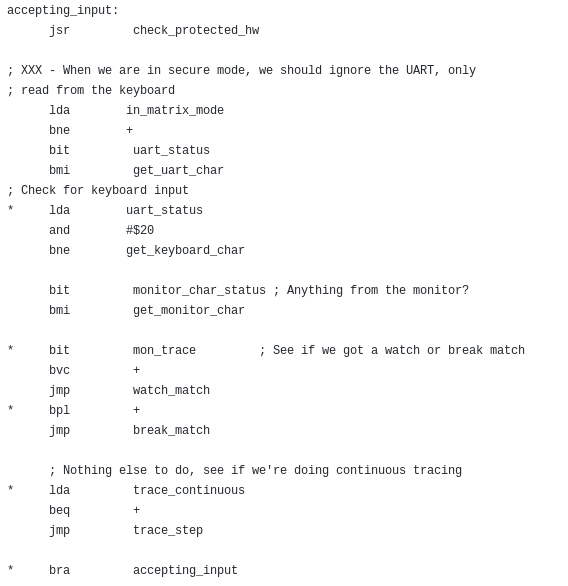 accepting_input:
jsr check_protected_hw
; XXX - When we are in secure mode, we should ignore the UART, only
; read from the keyboard
lda in_matrix_mode
bne +
bit uart_status
bmi get_uart_char
; Check for keyboard input
* lda uart_status
and #$20
bne get_keyboard_char
bit monitor_char_status ; Anything from the monitor?
bmi get_monitor_char
* bit mon_trace ; See if we got a watch or break match
bvc +
jmp watch_match
* bpl +
jmp break_match
; Nothing else to do, see if we're doing continuous tracing
* lda trace_continuous
beq +
jmp trace_step
* bra accepting_input